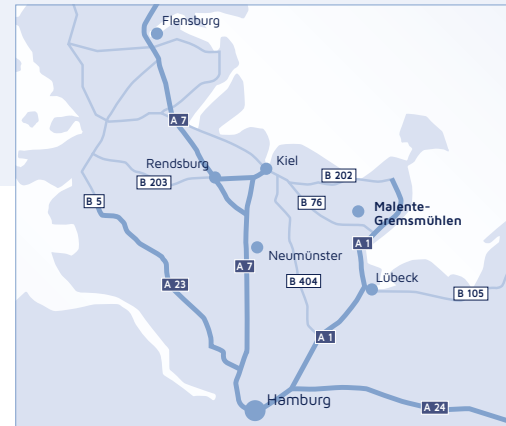 Flensburg
A 7
Rendsburg
Kiel
B 202
B 203
B 76
B 5
Malente-
Gremsmühlen
A 1
Neumünster
A 7
Lübeck
B 404
A 23
B 105
A 1
Hamburg
A 24